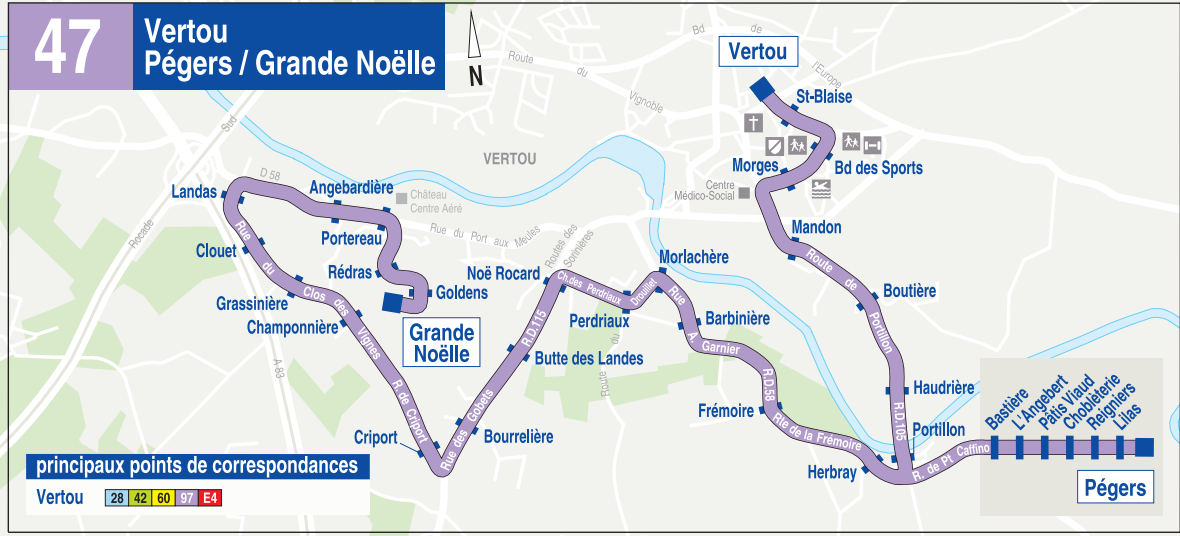 47
Vertou
Pégers / Grande Noëlle
N
Bd de
l'Europe
Route du
Vignoble
Vertou
St-Blaise
Sud
VERTOU
Morges
Bd des Sports
D 58
Landas
Angebardière
Château
Centre Aéré
Centre
Médico-Social
Rocade
Rue du Port aux Meules
Routes des
Sorinières
Mandon
Portereau
Clouet
Rue du Clos des Vignes
Rédras
Noë Rocard
Morlachère
Route de Portillon
Goldens
Ch.des Perdriaux
Drouillet
Rue A. Garnier
Boutière
Grassinière
Champonnière
Grande
Noëlle
Perdriaux
Barbinière
R.D.115
Butte des Landes
Route du
A 83
R.D.58
Haudrière
R. de Criport
Rue des Gobets
Frémoire
Rte de la Frémoire
R.D.105
Portillon
Criport
Bourrelière
Herbray
R. de Pt Caffino
Bastière
L'Angebert
Pâtis Viaud
Chobléterie
Reigniers
Lilas
Pégers
principaux points de correspondances
Vertou 28 42 60 97 E4